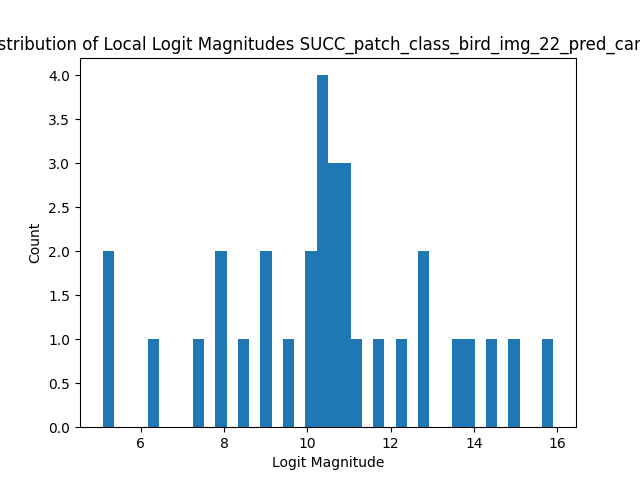 stribution of Local Logit Magnitudes SUCC_patch_class_bird_img_22_pred_car
4.0
3.5
3.0
2.5
2.0
1.5
1.0
0.5
0.0
Count
6 8 10 12 14 16
Logit Magnitude